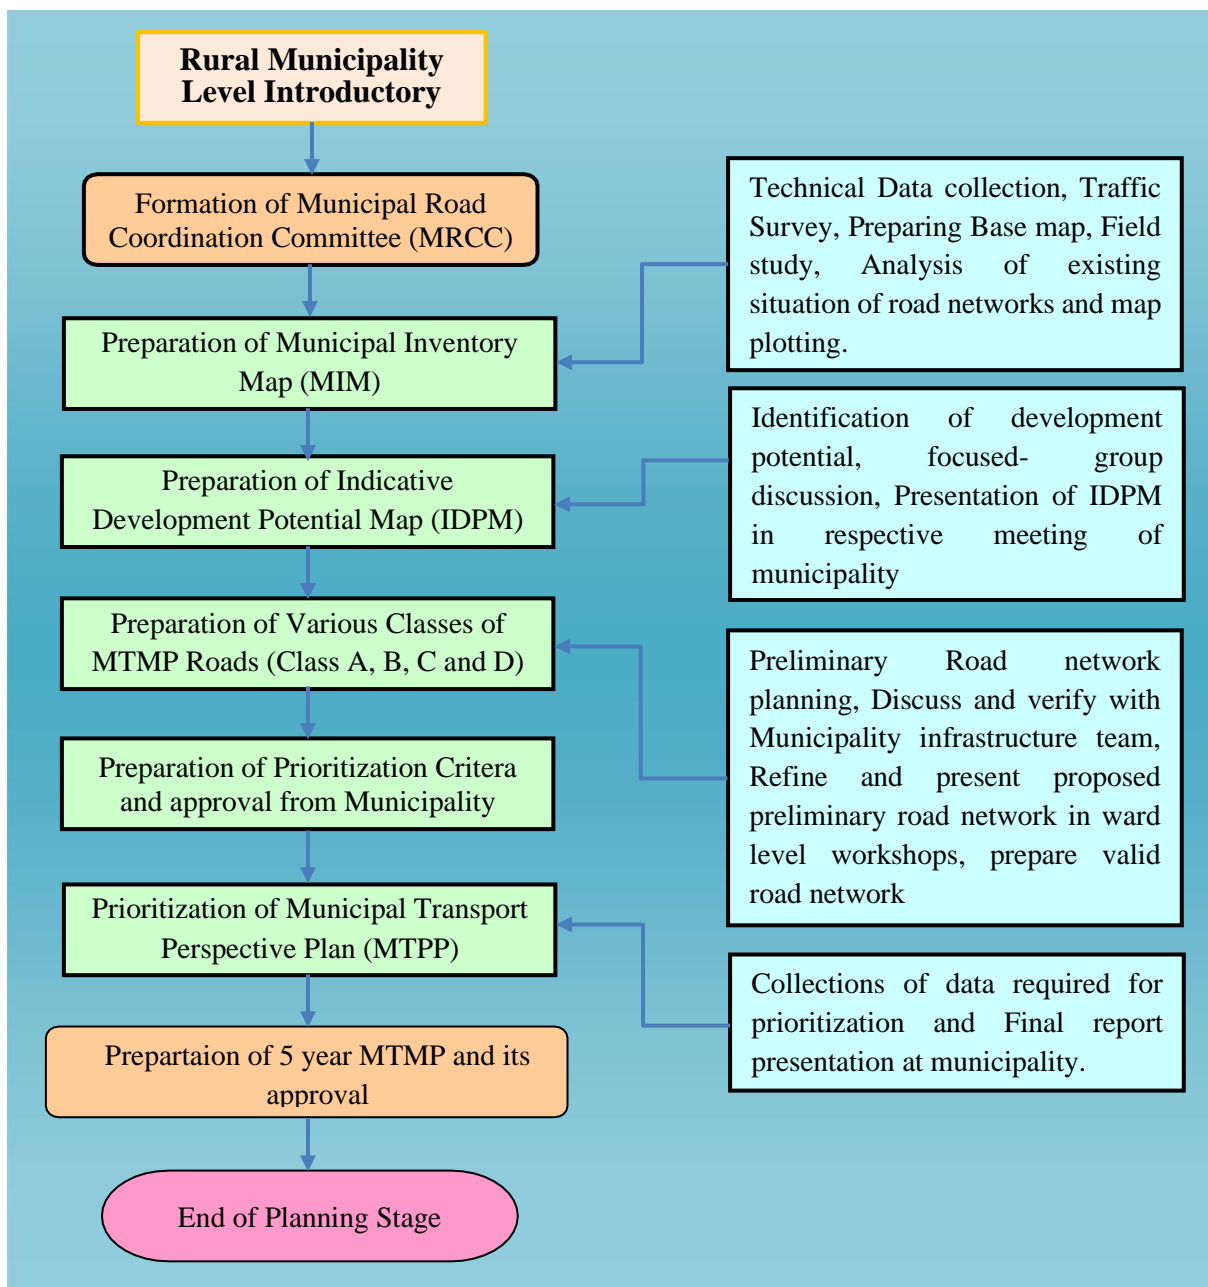 Rural Municipality
Level Introductory
Formation of Municipal Road
Coordination Committee (MRCC)
Preparation of Municipal Inventory
Map (MIM)
Preparation of Indicative
Development Potential Map (IDPM)
Preparation of Various Classes of
MTMP Roads (Class A, B, C and D)
Preparation of Prioritization Critera
and approval from Municipality
Prioritization of Municipal Transport
Perspective Plan (MTPP)
Prepartaion of 5 year MTMP and its
approval
End of Planning Stage
Technical Data collection, Traffic
Survey, Preparing Base map, Field
study, Analysis of existing
situation of road networks and map
plotting.
Identification of development
potential, focused- group
discussion, Presentation of IDPM
in respective meeting of
municipality
Preliminary Road network
planning, Discuss and verify with
Municipality infrastructure team,
Refine and present proposed
preliminary road network in ward
level workshops, prepare valid
road network
Collections of data required for
prioritization and Final report
presentation at municipality.